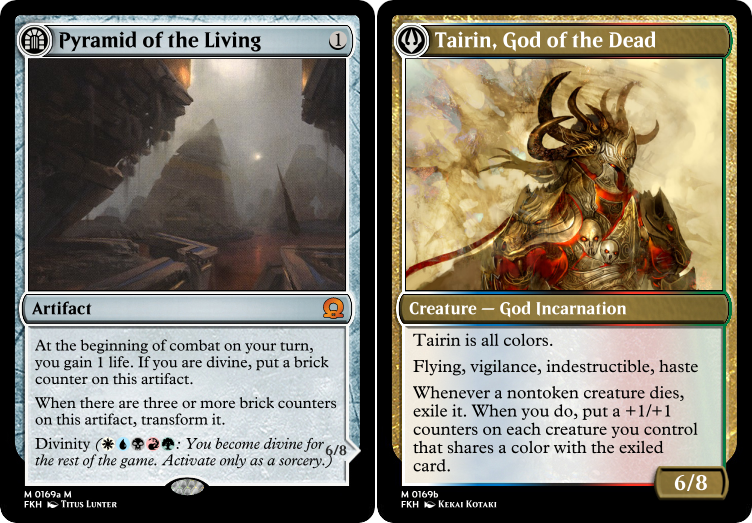 Pyramid of the Living
1
Artifact
At the beginning of combat on your turn,
you gain 1 life. If you are divine, put a brick
counter on this artifact.
When there are three or more brick counters
on this artifact, transform it.
Divinity (: You become divine for
the rest of the game. Activate only as a sorcery.)
6/8
M 0169a M
FKH Titus Lunter
Tairin, God of the Dead
Creature — God Incarnation
Tairin is all colors.
Flying, vigilance, indestructible, haste
Whenever a nontoken creature dies,
exile it. When you do, put a +1/+1
counters on each creature you control
that shares a color with the exiled
card.
6/8
M 0169b
FKH Kekai Kotaki